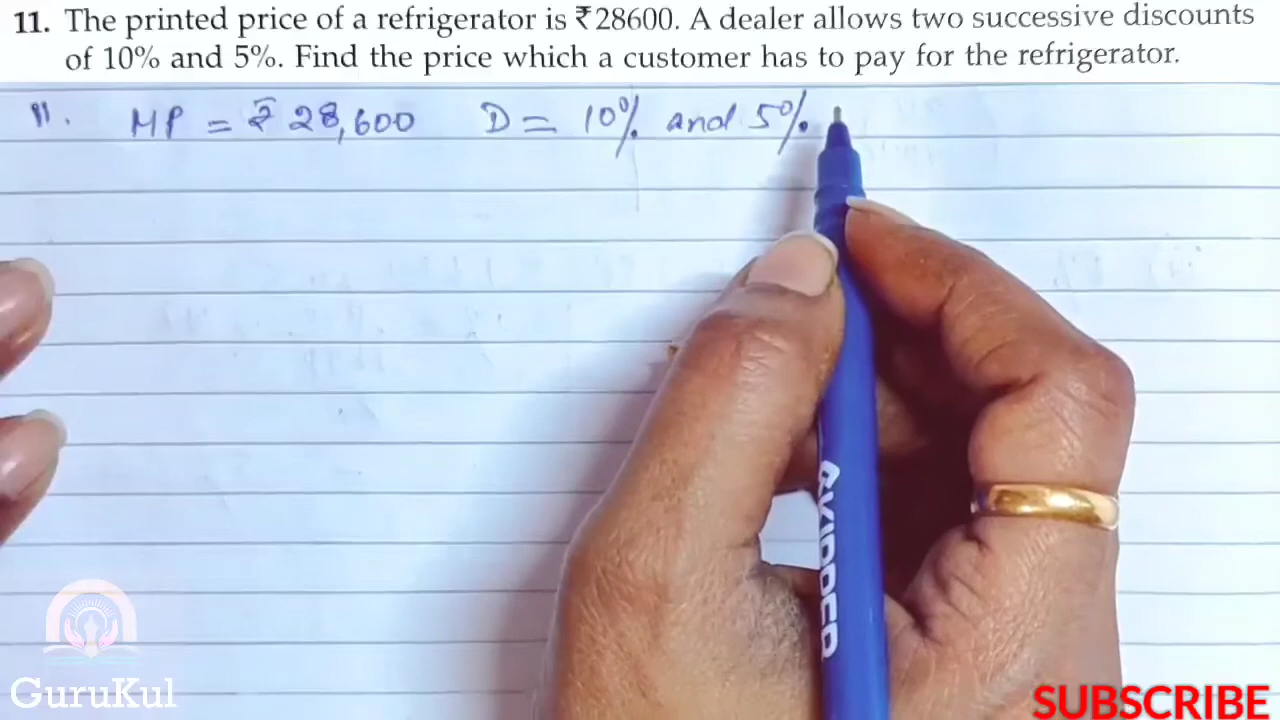 11. The printed price of a refrigerator is ₹28600. A dealer allows two successive discounts
of 10% and 5%. Find the price which a customer has to pay for the refrigerator.
11. MP = ₹ 28,600 D = 10% and 5%
GuruKul
SUBSCRIBE